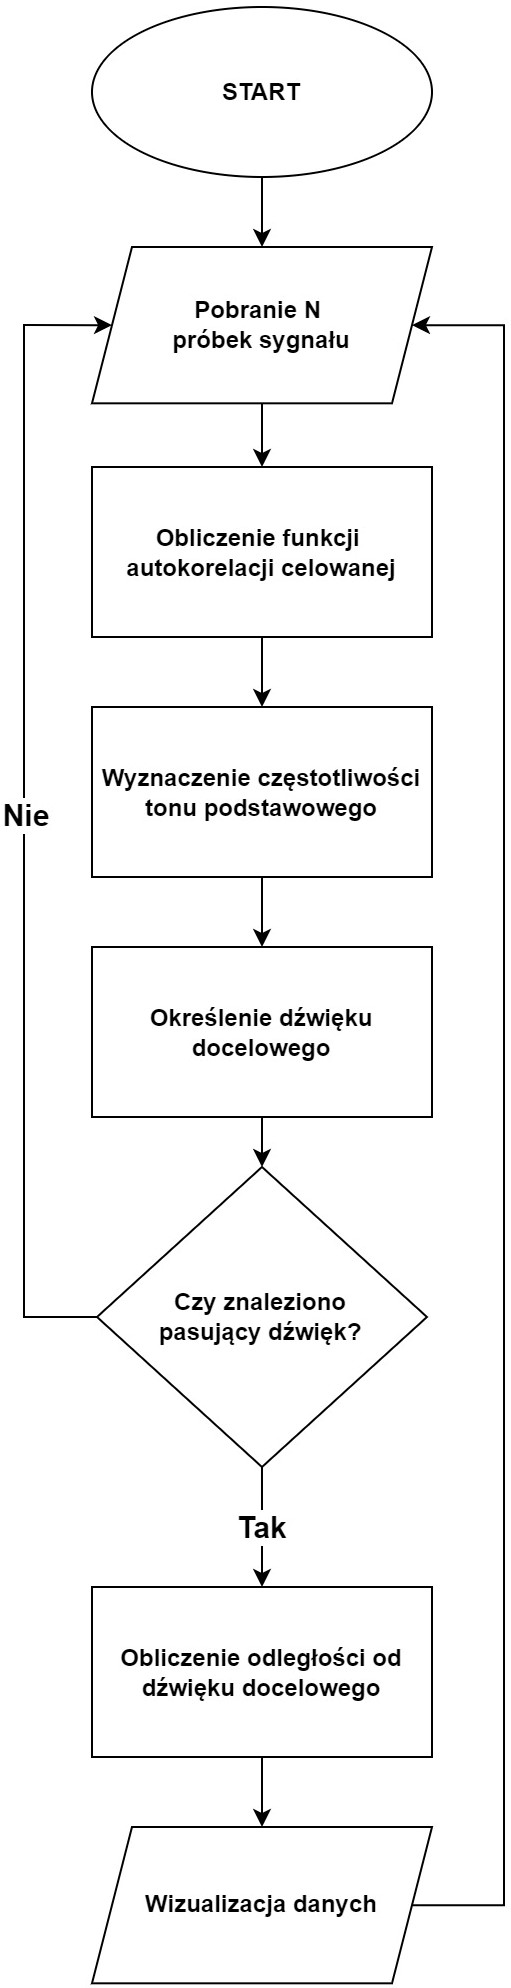 START
Pobranie N
próbek sygnału
Obliczenie funkcji
autokorelacji celowanej
Wyznaczenie częstotliwości
tonu podstawowego
Nie
Określenie dźwięku
docelowego
Czy znaleziono
pasujący dźwięk?
Tak
Obliczenie odległości od
dźwięku docelowego
Wizualizacja danych